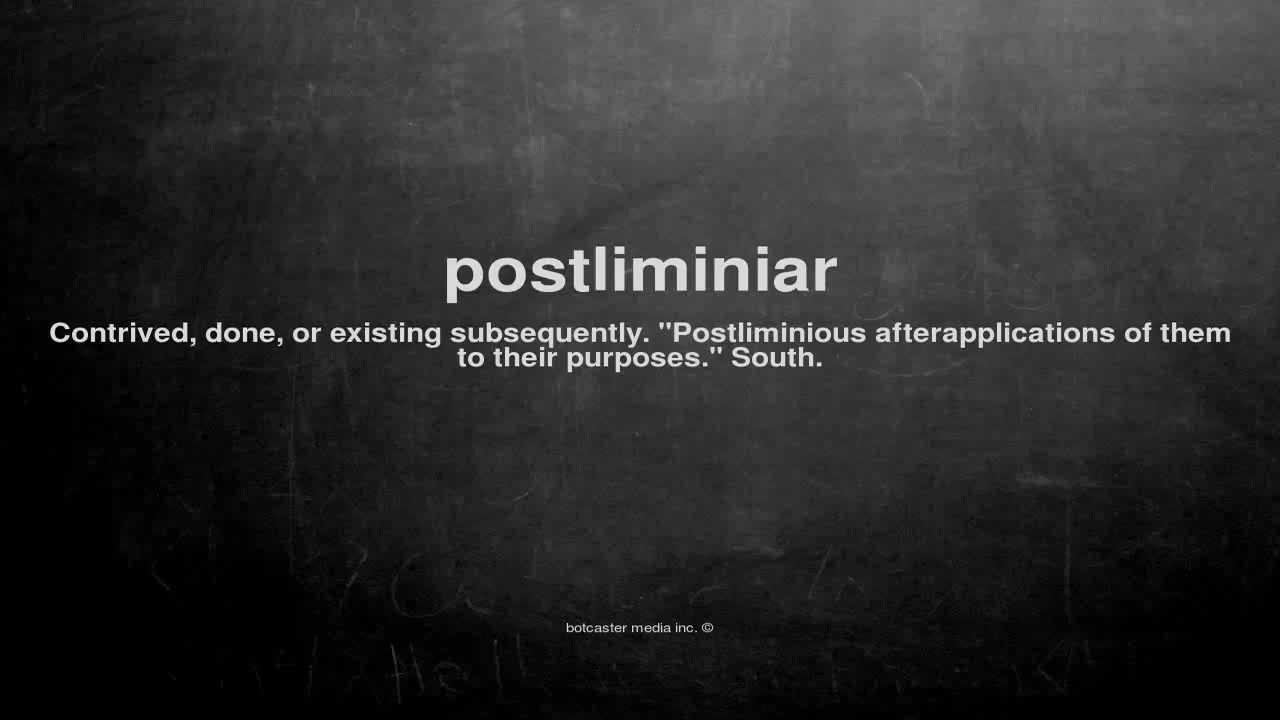 postliminiar
Contrived, done, or existing subsequently. "Postliminious afterapplications of them
to their purposes." South.
botcaster media inc. ©